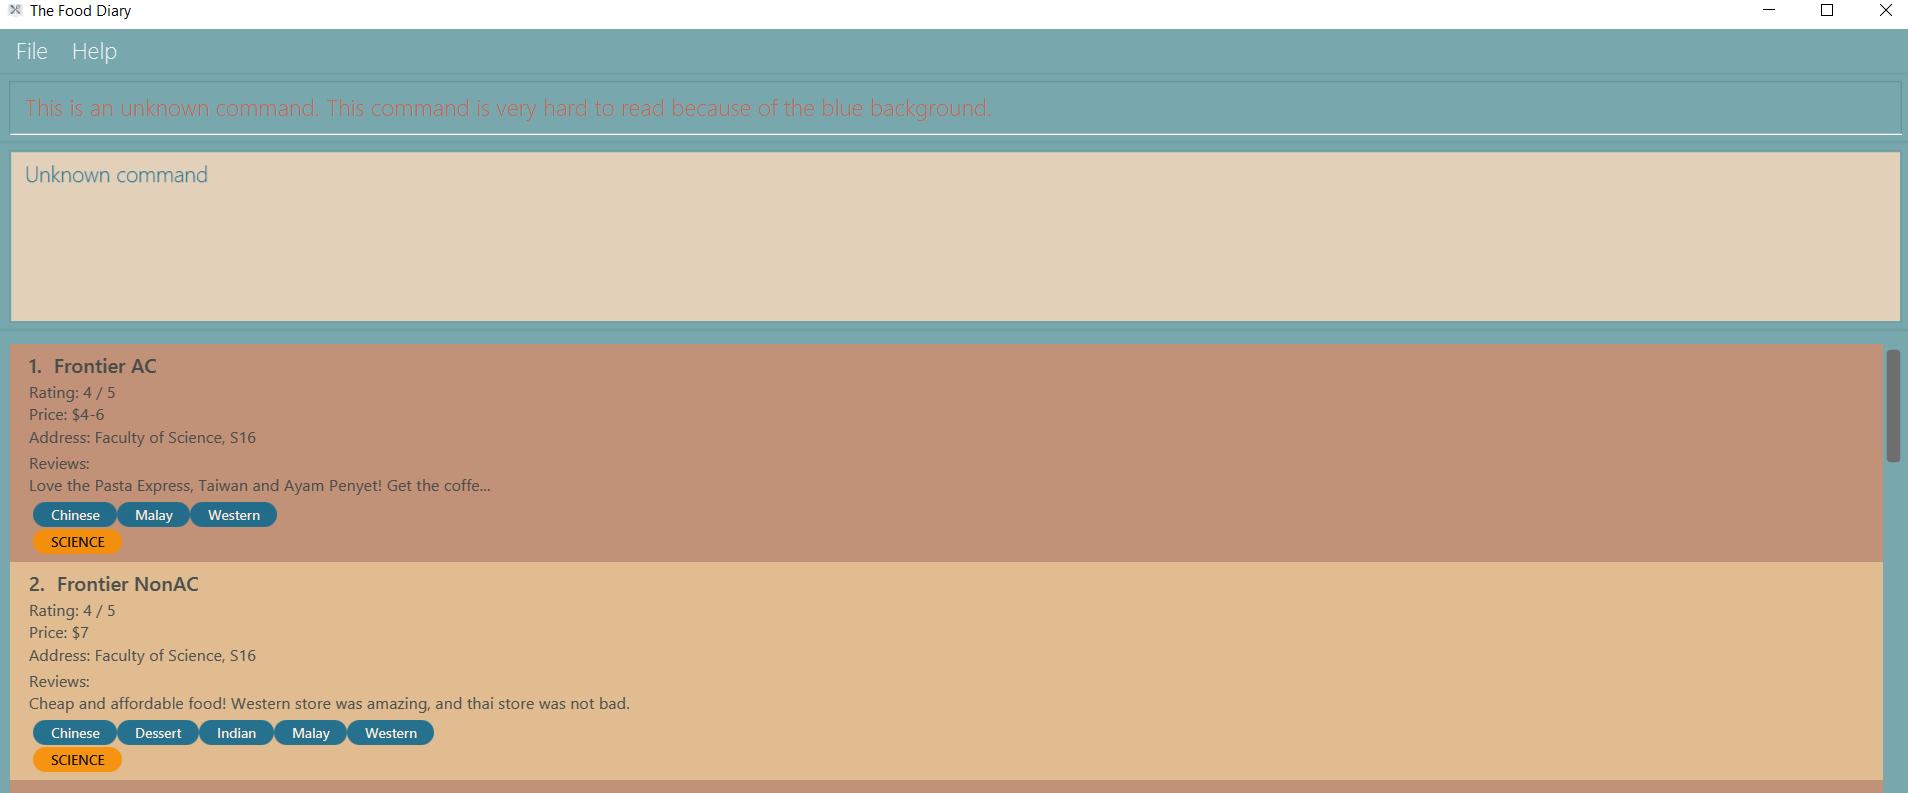 The Food Diary
File Help
This is an unknown command. This command is very hard to read because of the blue background.
Unknown command
1. Frontier AC
Rating: 4 / 5
Price: $4-6
Address: Faculty of Science, S16
Reviews:
Love the Pasta Express, Taiwan and Ayam Penyet! Get the coffe...
Chinese Malay Western
SCIENCE
2. Frontier NonAC
Rating: 4 / 5
Price: $7
Address: Faculty of Science, S16
Reviews:
Cheap and affordable food! Western store was amazing, and thai store was not bad.
Chinese Dessert Indian Malay Western
SCIENCE